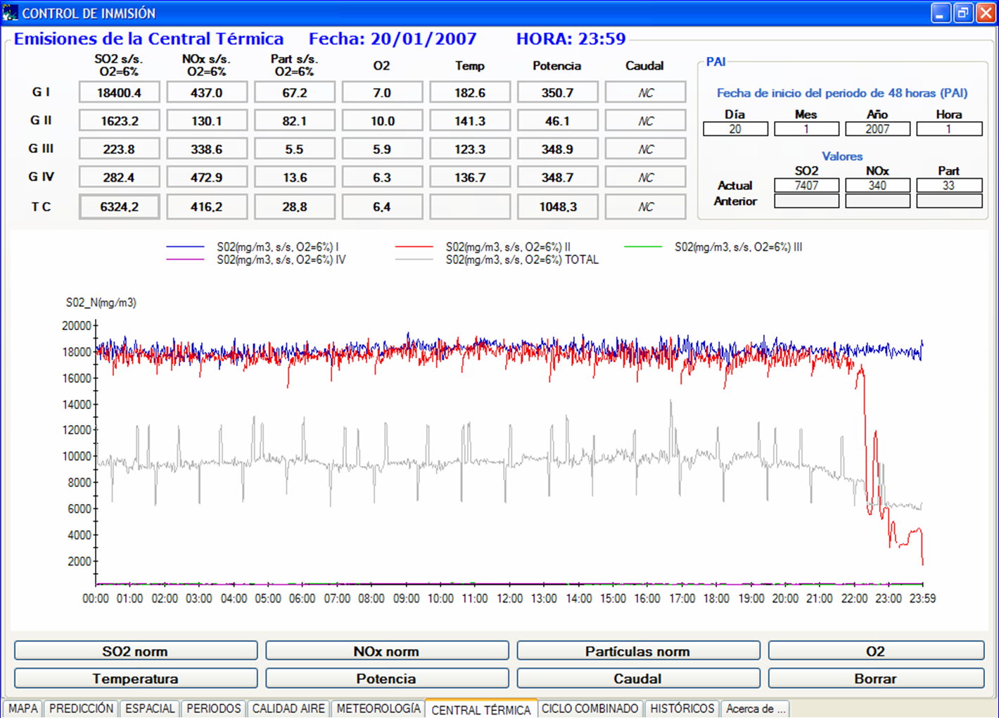 CONTROL DE INMISIÓN
Emisiones de la Central Térmica Fecha: 20/01/2007 HORA: 23:59
SO2 s/s. O2=6% NOx s/s. O2=6% Part s/s. O2=6% O2 Temp Potencia Caudal
G I 18400.4 437.0 67.2 7.0 182.6 350.7 NC
G II 1623.2 130.1 82.1 10.0 141.3 46.1 NC
G III 223.8 338.6 5.5 5.9 123.3 348.9 NC
G IV 282.4 472.9 13.6 6.3 136.7 348.7 NC
T C 6324.2 416.2 28.8 6.4 1048.3 NC
PAI
Fecha de inicio del periodo de 48 horas (PAI)
Día Mes Año Hora
20 1 2007 1
Valores
SO2 NOx Part
Actual 7407 340 33
Anterior
S02(mg/m3, s/s, O2=6%) I S02(mg/m3, s/s, O2=6%) II S02(mg/m3, s/s, O2=6%) III
S02(mg/m3, s/s, O2=6%) IV S02(mg/m3, s/s, O2=6%) TOTAL
S02_N(mg/m3)
20000
18000
16000
14000
12000
10000
8000
6000
4000
2000
00:00 01:00 02:00 03:00 04:00 05:00 06:00 07:00 08:00 09:00 10:00 11:00 12:00 13:00 14:00 15:00 16:00 17:00 18:00 19:00 20:00 21:00 22:00 23:00 23:59
SO2 norm NOx norm Partículas norm O2
Temperatura Potencia Caudal Borrar
MAPA PREDICCIÓN ESPACIAL PERIODOS CALIDAD AIRE METEOROLOGÍA CENTRAL TÉRMICA CICLO COMBINADO HISTÓRICOS Acerca de ...